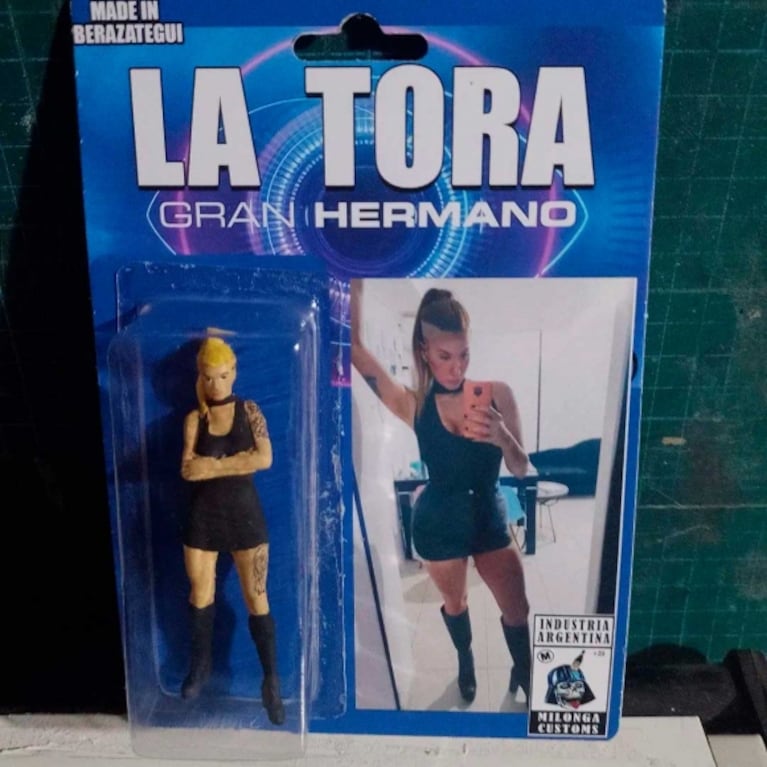 MADE IN
BERAZATEGUI
LA TORA
GRAN HERMANO
INDUSTRIA
ARGENTINA
M
MILONGA
CUSTOMS